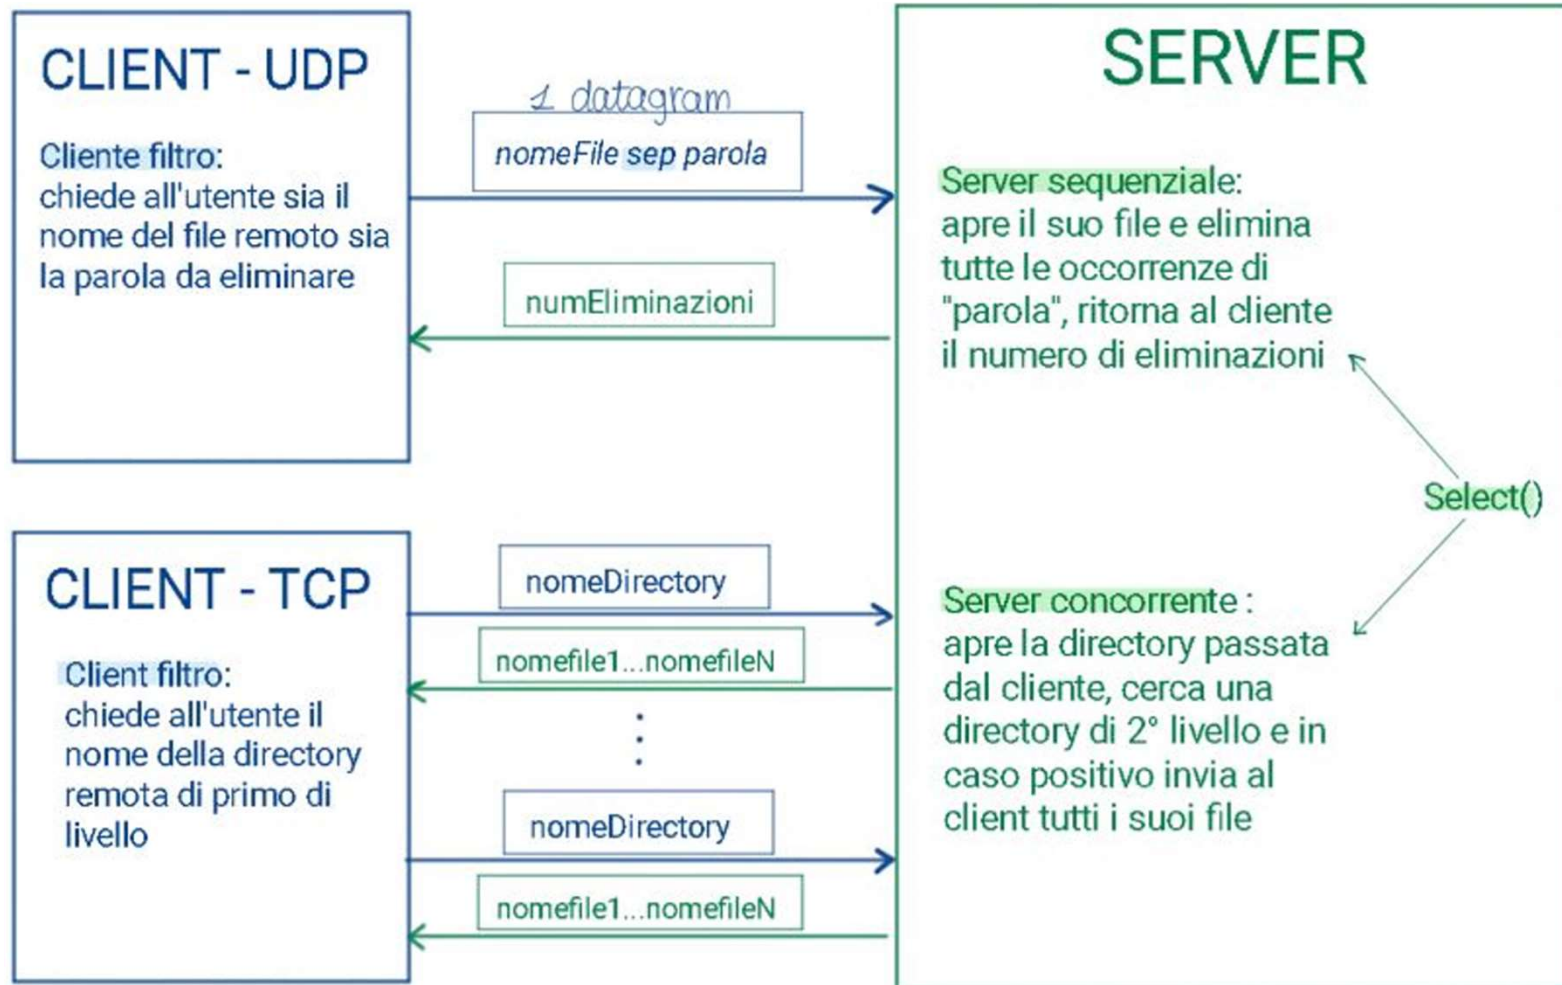 CLIENT - UDP
Cliente filtro:
chiede all'utente sia il
nome del file remoto sia
la parola da eliminare
1 datagram
nomeFile sep parola
numEliminazioni
SERVER
Server sequenziale:
apre il suo file e elimina
tutte le occorrenze di
"parola", ritorna al cliente
il numero di eliminazioni
Select()
CLIENT - TCP
Client filtro:
chiede all'utente il
nome della directory
remota di primo di
livello
nomeDirectory
nomefile1...nomefileN
nomeDirectory
nomefile1...nomefileN
Server concorrente :
apre la directory passata
dal cliente, cerca una
directory di 2° livello e in
caso positivo invia al
client tutti i suoi file